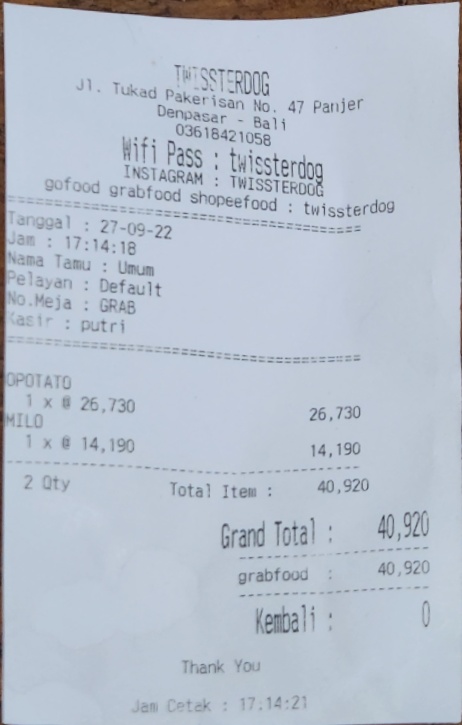 TWISSTERDOG
Jl. Tukad Pakerisan No. 47 Panjer
Denpasar - Bali
03618421058
Wifi Pass : twissterdog
INSTAGRAM : TWISSTERDOG
gofood grabfood shopeefood : twissterdog
========================================
Tanggal : 27-09-22
Jam : 17:14:18
Nama Tamu : Umum
Pelayan : Default
No.Meja : GRAB
Kasir : putri
========================================
OPOTATO
1 x @ 26,730 26,730
MILO
1 x @ 14,190 14,190
----------------------------------------
2 Qty Total Item : 40,920
Grand Total : 40,920
---------------------
grabfood : 40,920
---------------------
Kembali : 0
Thank You
Jam Cetak : 17:14:21